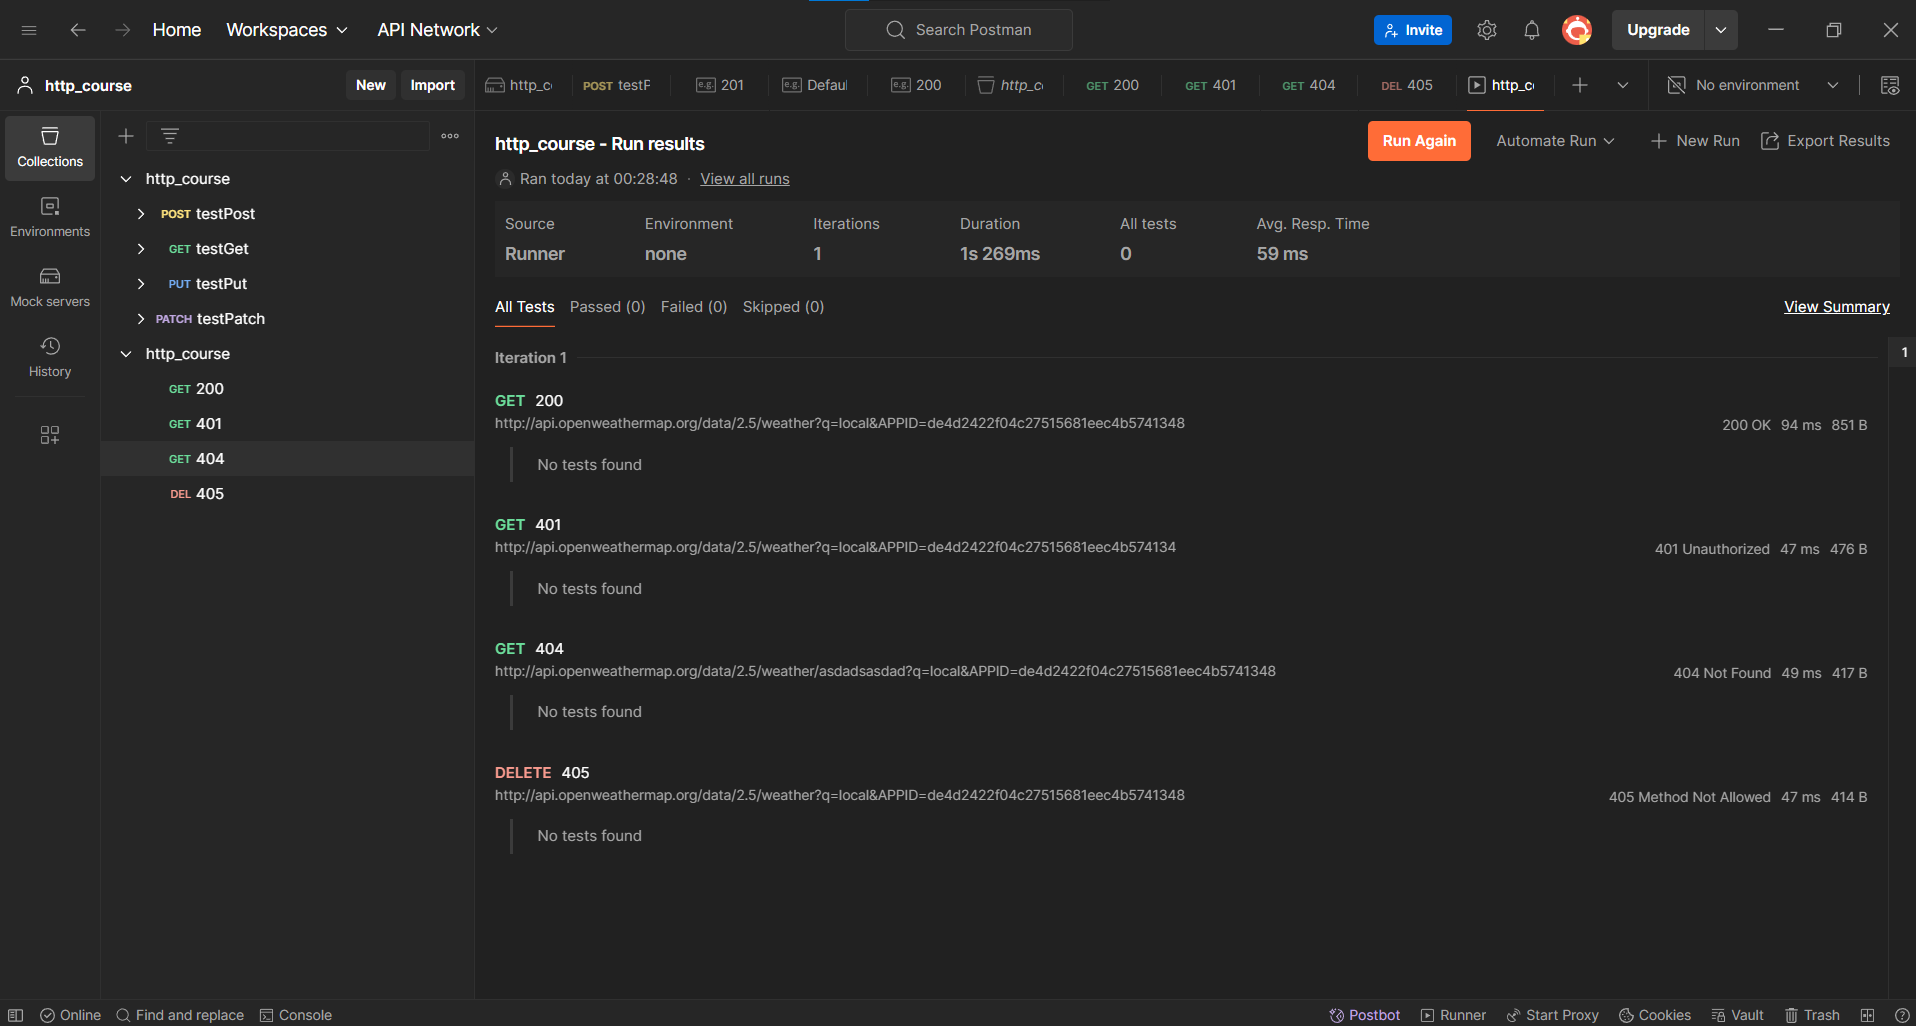 Home Workspaces API Network Search Postman Invite Upgrade
http_course New Import
http_cc POST testP e.g. 201 e.g. Defaul e.g. 200 http_cc GET 200 GET 401 GET 404 DEL 405 http_cc No environment
Collections
Environments
Mock servers
History
http_course
POST testPost
GET testGet
PUT testPut
PATCH testPatch
http_course
GET 200
GET 401
GET 404
DEL 405
http_course - Run results Run Again Automate Run New Run Export Results
Ran today at 00:28:48 · View all runs
Source Environment Iterations Duration All tests Avg. Resp. Time
Runner none 1 1s 269ms 0 59 ms
All Tests Passed (0) Failed (0) Skipped (0) View Summary
Iteration 1 1
GET 200
http://api.openweathermap.org/data/2.5/weather?q=local&APPID=de4d2422f04c27515681eec4b5741348 200 OK 94 ms 851 B
No tests found
GET 401
http://api.openweathermap.org/data/2.5/weather?q=local&APPID=de4d2422f04c27515681eec4b574134 401 Unauthorized 47 ms 476 B
No tests found
GET 404
http://api.openweathermap.org/data/2.5/weather/asdadsasdad?q=local&APPID=de4d2422f04c27515681eec4b5741348 404 Not Found 49 ms 417 B
No tests found
DELETE 405
http://api.openweathermap.org/data/2.5/weather?q=local&APPID=de4d2422f04c27515681eec4b5741348 405 Method Not Allowed 47 ms 414 B
No tests found
Online Find and replace Console Postbot Runner Start Proxy Cookies Vault Trash